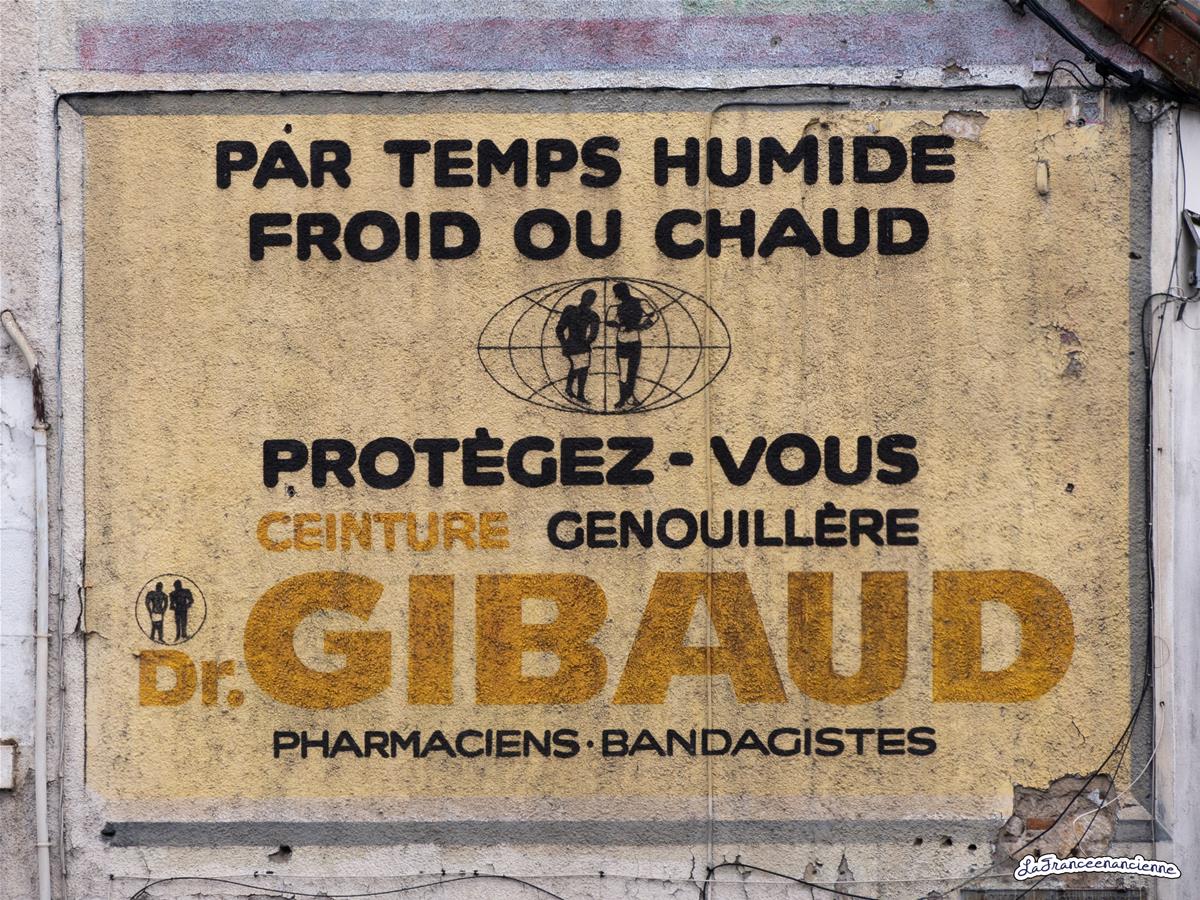 PAR TEMPS HUMIDE
FROID OU CHAUD
PROTÈGEZ-VOUS
CEINTURE GENOUILLÈRE
Dr. GIBAUD
PHARMACIENS·BANDAGISTES
LaFranceenancienne